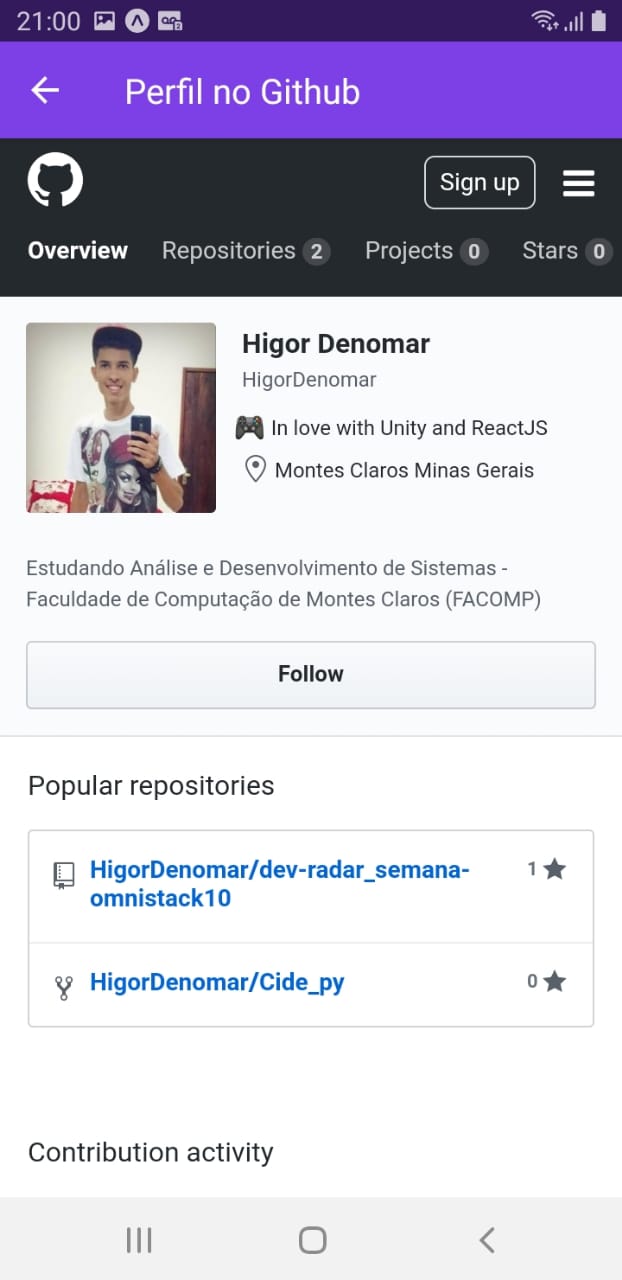 21:00
Perfil no Github
Sign up
Overview Repositories 2 Projects 0 Stars 0
Higor Denomar
HigorDenomar
In love with Unity and ReactJS
Montes Claros Minas Gerais
Estudando Análise e Desenvolvimento de Sistemas -
Faculdade de Computação de Montes Claros (FACOMP)
Follow
Popular repositories
HigorDenomar/dev-radar_semana-
omnistack10
1
HigorDenomar/Cide_py
0
Contribution activity